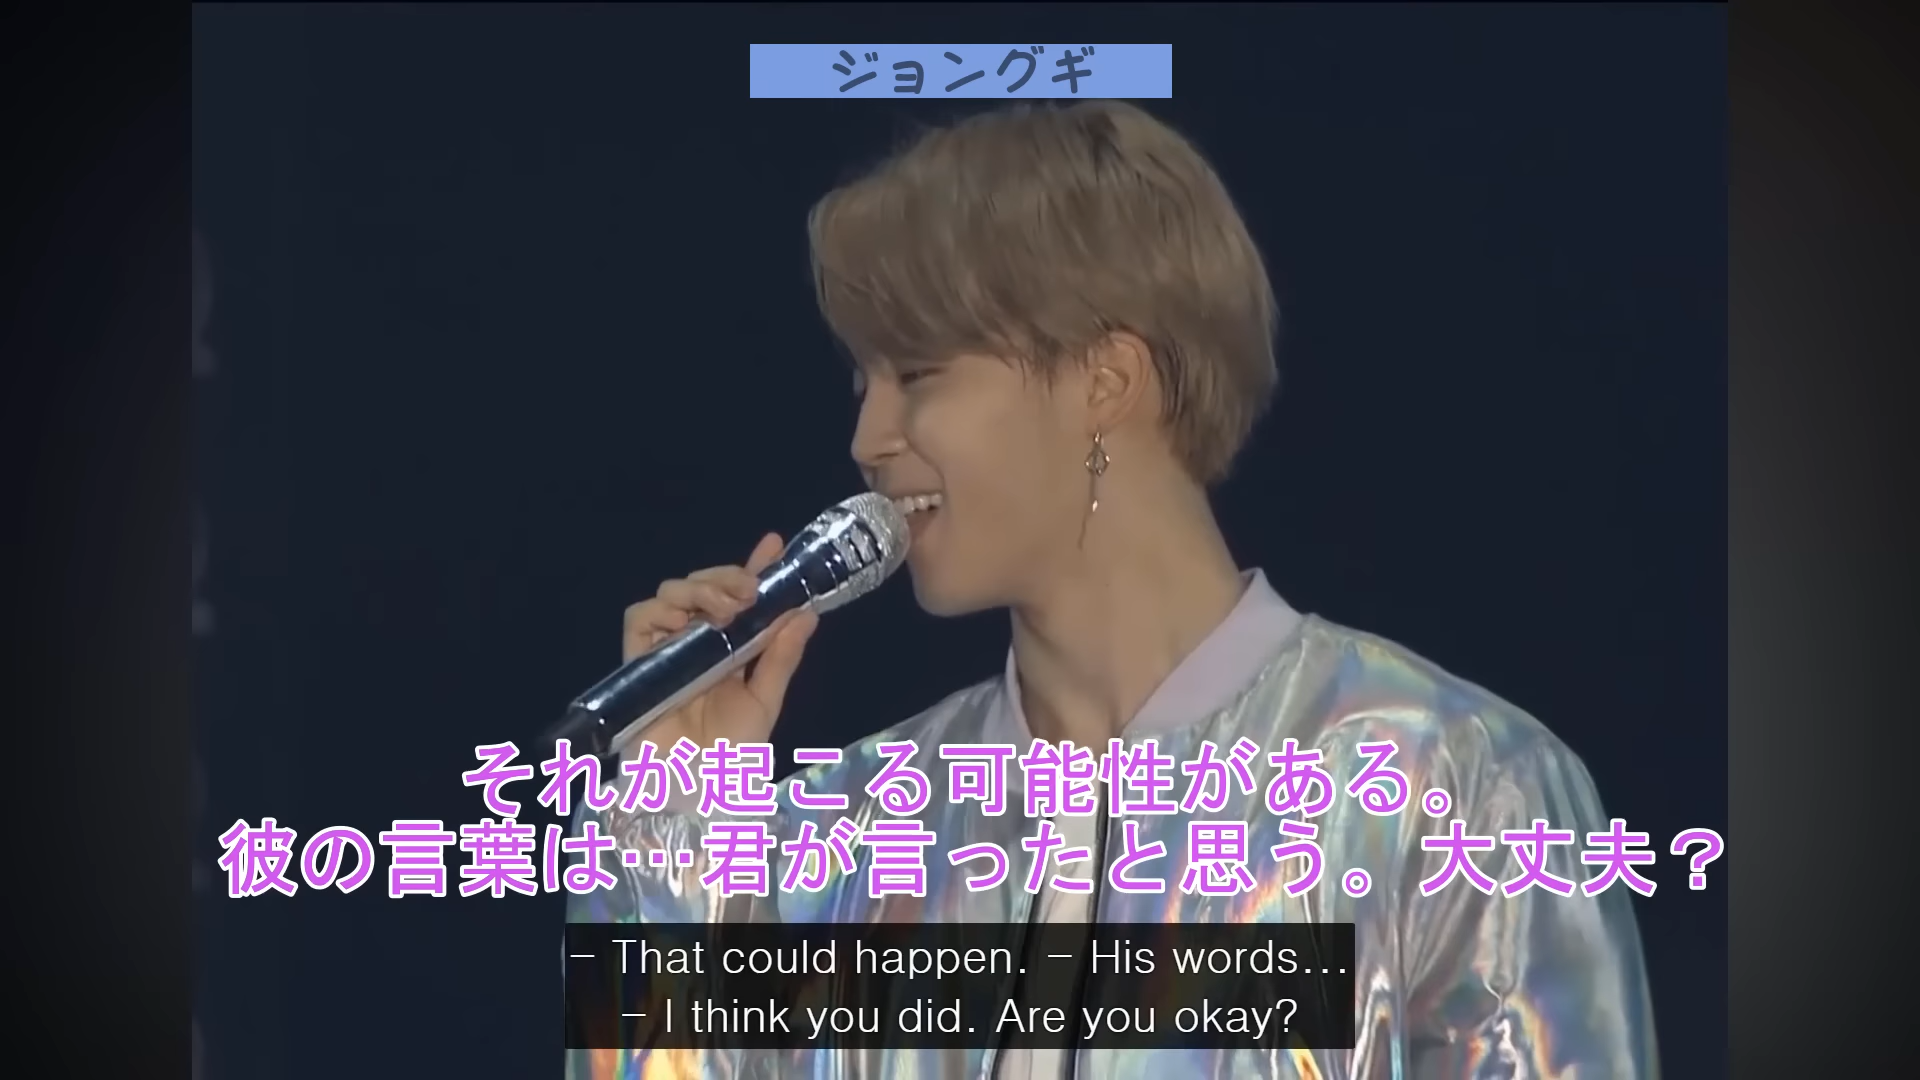 ジョングギ
それが起こる可能性がある。
彼の言葉は…君が言ったと思う。大丈夫？
– That could happen. – His words...
– I think you did. Are you okay?